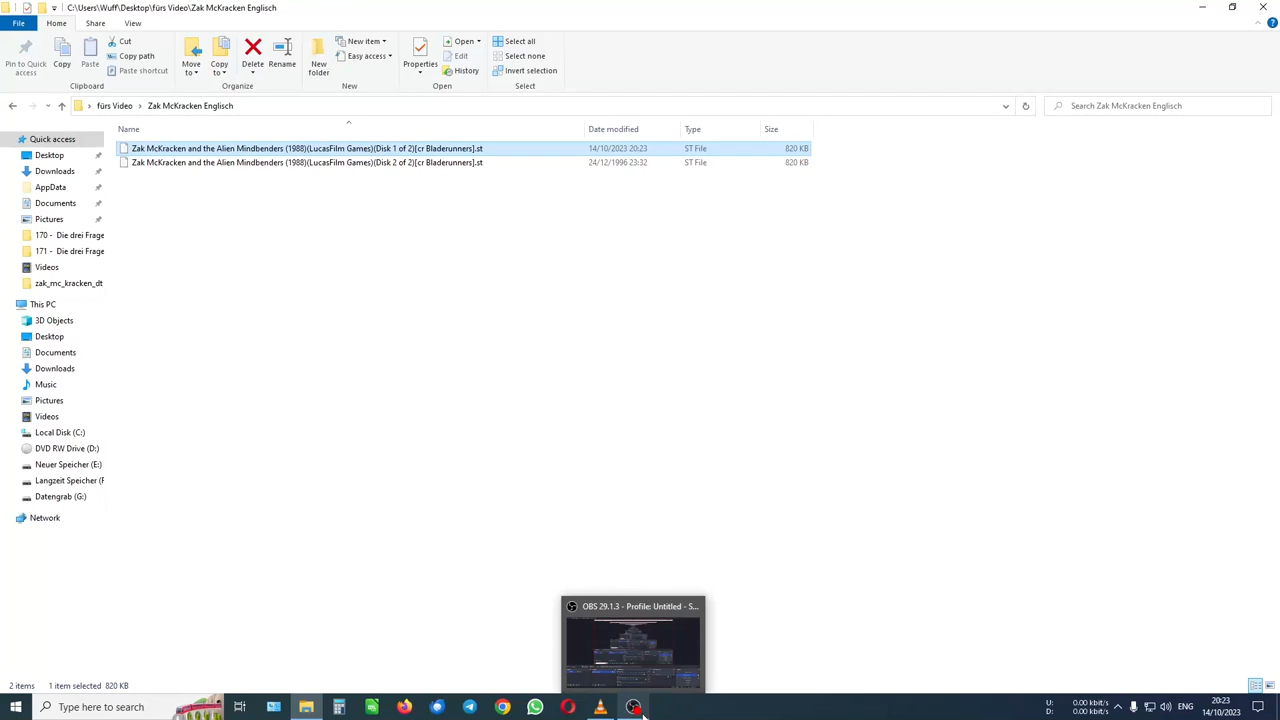 C:\Users\Wuff\Desktop\fürs Video\Zak McKracken Englisch
File Home Share View
Pin to Quick access
Copy
Paste
Cut
Copy path
Paste shortcut
Move to
Copy to
Delete
Rename
New folder
New item
Easy access
Properties
Open
Edit
History
Select all
Select none
Invert selection
Clipboard Organize New Open Select
fürs Video Zak McKracken Englisch Search Zak McKracken Englisch
Name Date modified Type Size
Zak McKracken and the Alien Mindbenders (1988)(LucasFilm Games)(Disk 1 of 2)[cr Bladerunners].st 14/10/2023 20:23 ST File 820 KB
Zak McKracken and the Alien Mindbenders (1988)(LucasFilm Games)(Disk 2 of 2)[cr Bladerunners].st 24/12/1996 23:32 ST File 820 KB
Quick access
Desktop
Downloads
AppData
Documents
Pictures
170 - Die drei Frage
171 - Die drei Frage
Videos
zak_mc_kracken_dt
This PC
3D Objects
Desktop
Documents
Downloads
Music
Pictures
Videos
Local Disk (C:)
DVD RW Drive (D:)
Neuer Speicher (E:)
Langzeit Speicher (F
Datengrab (G:)
Network
OBS 29.1.3 - Profile: Untitled - S...
2 items 1 item selected 820 KB
Type here to search
U: 0.00 kbit/s
D: 0.00 kbit/s
20:23
14/10/2023